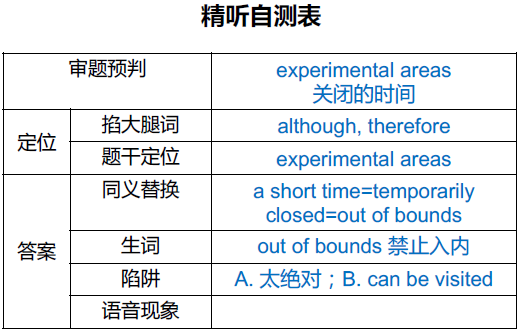 精听自测表
审题预判
experimental areas
关闭的时间
定位
掐大腿词
although, therefore
题干定位
experimental areas
答案
同义替换
a short time=temporarily
closed=out of bounds
生词
out of bounds 禁止入内
陷阱
A. 太绝对；B. can be visited
语音现象